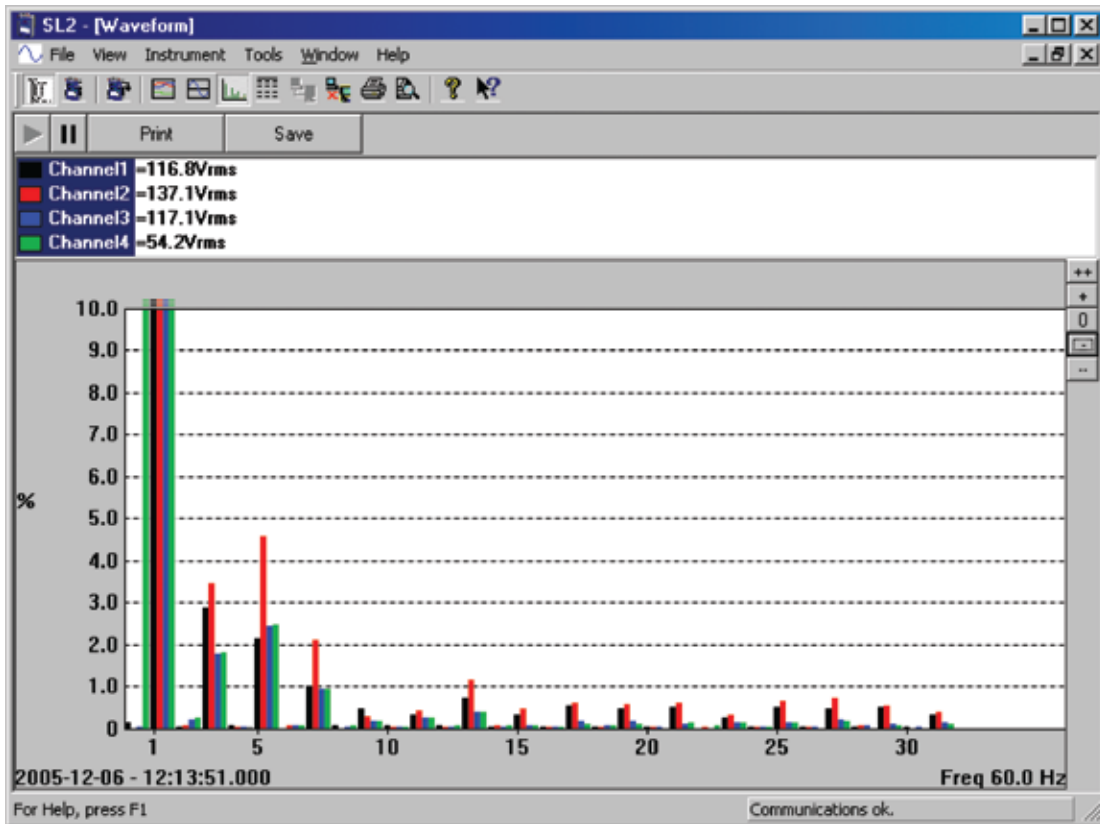 SL2 - [Waveform]
File View Instrument Tools Window Help
Print Save
Channel1 =116.8Vrms
Channel2 =137.1Vrms
Channel3 =117.1Vrms
Channel4 =54.2Vrms
++
+
0
-
--
10.0
9.0
8.0
7.0
6.0
%
5.0
4.0
3.0
2.0
1.0
0
1 5 10 15 20 25 30
2005-12-06 - 12:13:51.000 Freq 60.0 Hz
For Help, press F1 Communications ok.